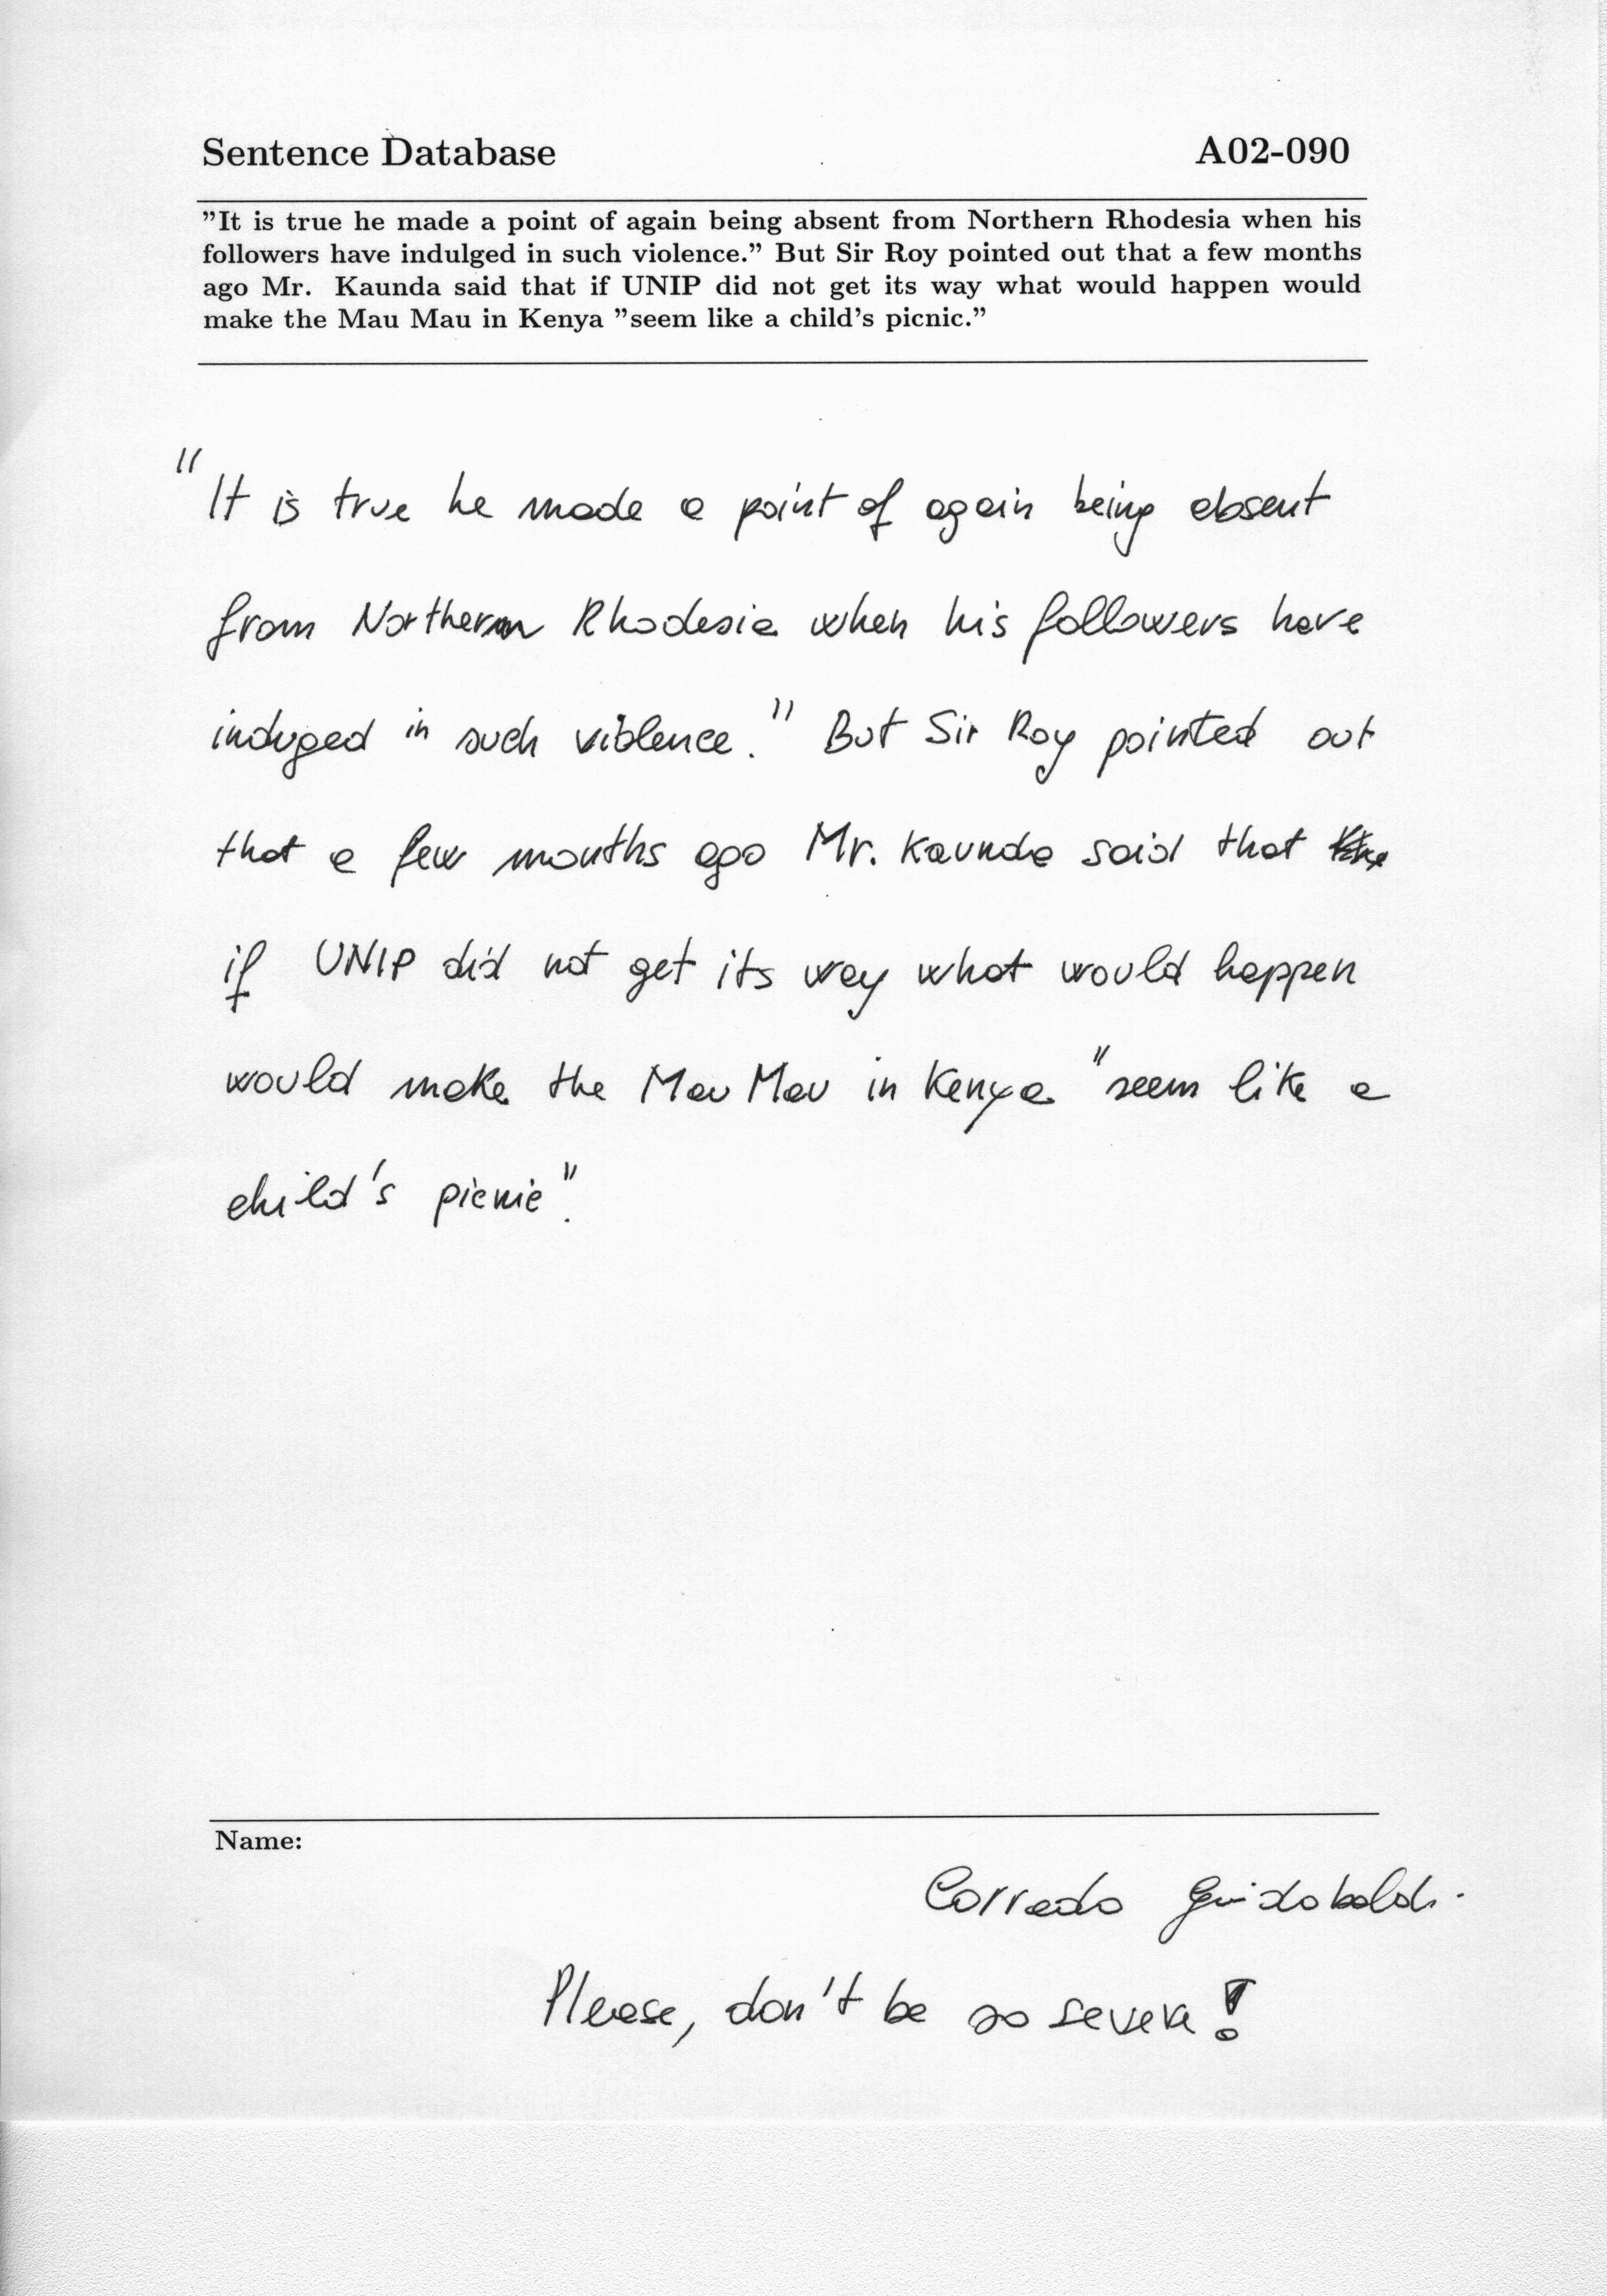 Sentence Database A02-090
"It is true he made a point of again being absent from Northern Rhodesia when his
followers have indulged in such violence." But Sir Roy pointed out that a few months
ago Mr. Kaunda said that if UNIP did not get its way what would happen would
make the Mau Mau in Kenya "seem like a child's picnic."
"It is true he made a point of again being absent
from Northern Rhodesia when his followers have
induged in such violence." But Sir Roy pointed out
that a few months ago Mr. Kaunda said that
if UNIP did not get its way what would happen
would make the Mau Mau in Kenya "seem like a
child's picnic".
Name:
Corrado Guidobaldi
Please, don't be so severe!